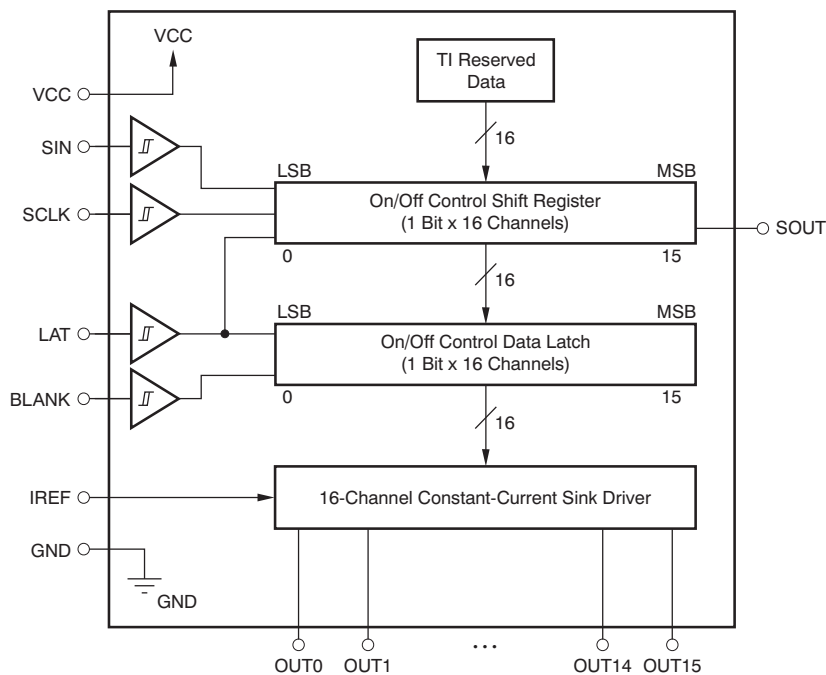 VCC
TI Reserved
Data
VCC
SIN
16
LSB
MSB
On/Off Control Shift Register
(1 Bit x 16 Channels)
SCLK
SOUT
0
15
16
LSB
MSB
LAT
On/Off Control Data Latch
(1 Bit x 16 Channels)
BLANK
0
15
16
IREF
16-Channel Constant-Current Sink Driver
GND
GND
OUT0
OUT1
...
OUT14
OUT15